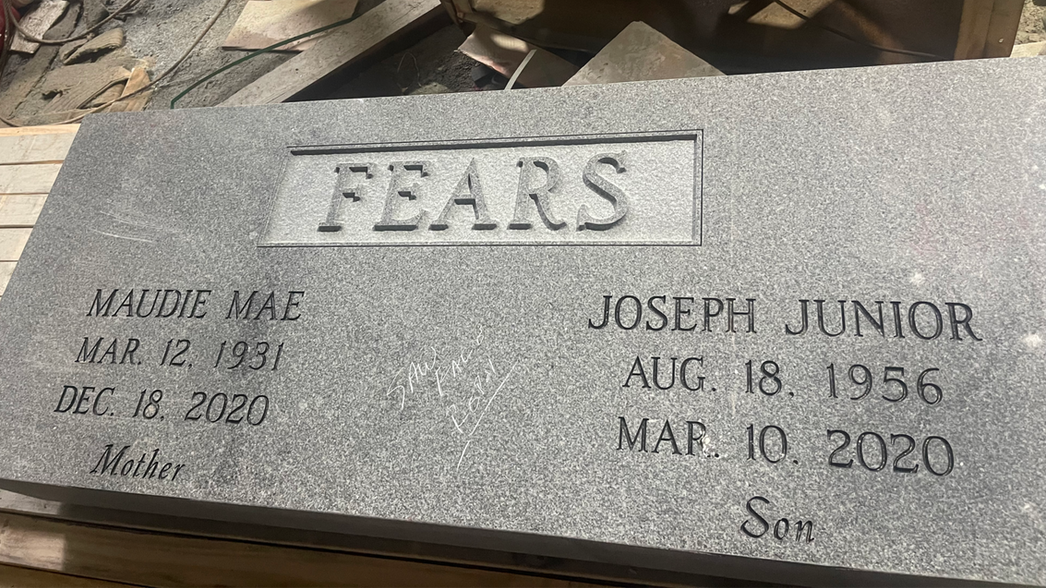 FEARS
MAUDIE MAE
MAR. 12, 1931
DEC. 18, 2020
Mother
JOSEPH JUNIOR
AUG. 18, 1956
MAR. 10, 2020
Son